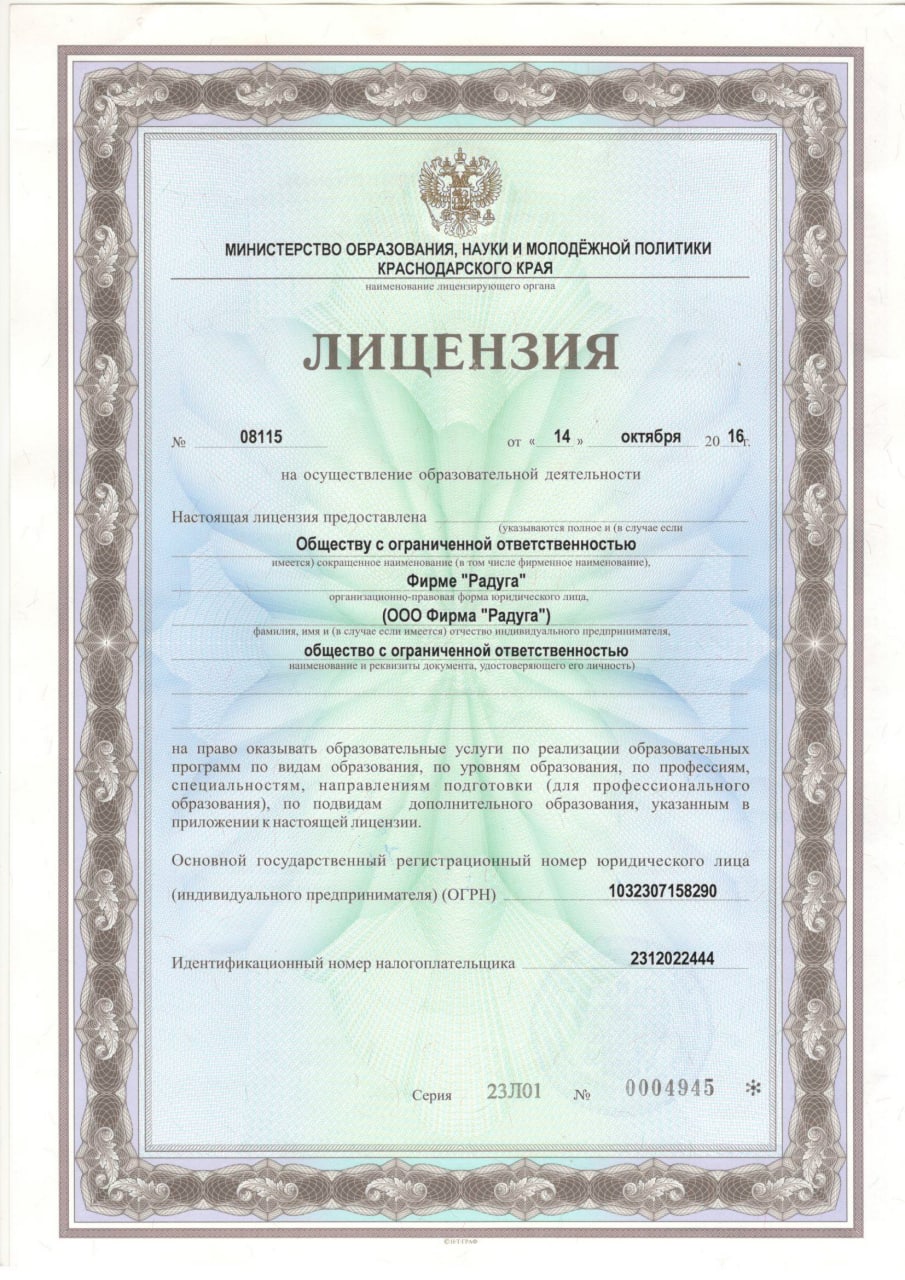 МИНИСТЕРСТВО ОБРАЗОВАНИЯ, НАУКИ И МОЛОДЁЖНОЙ ПОЛИТИКИ
КРАСНОДАРСКОГО КРАЯ
наименование лицензирующего органа
ЛИЦЕНЗИЯ
№ 08115 от « 14 » октября 20 16 г.
на осуществление образовательной деятельности
Настоящая лицензия предоставлена
(указываются полное и (в случае если
Обществу с ограниченной ответственностью
имеется) сокращенное наименование (в том числе фирменное наименование),
Фирме "Радуга"
организационно-правовая форма юридического лица,
(ООО Фирма "Радуга")
фамилия, имя и (в случае если имеется) отчество индивидуального предпринимателя,
общество с ограниченной ответственностью
наименование и реквизиты документа, удостоверяющего его личность)
на право оказывать образовательные услуги по реализации образовательных
программ по видам образования, по уровням образования, по профессиям,
специальностям, направлениям подготовки (для профессионального
образования), по подвидам дополнительного образования, указанным в
приложении к настоящей лицензии.
Основной государственный регистрационный номер юридического лица
(индивидуального предпринимателя) (ОГРН) 1032307158290
Идентификационный номер налогоплательщика 2312022444
Серия 23Л01 № 0004945 *